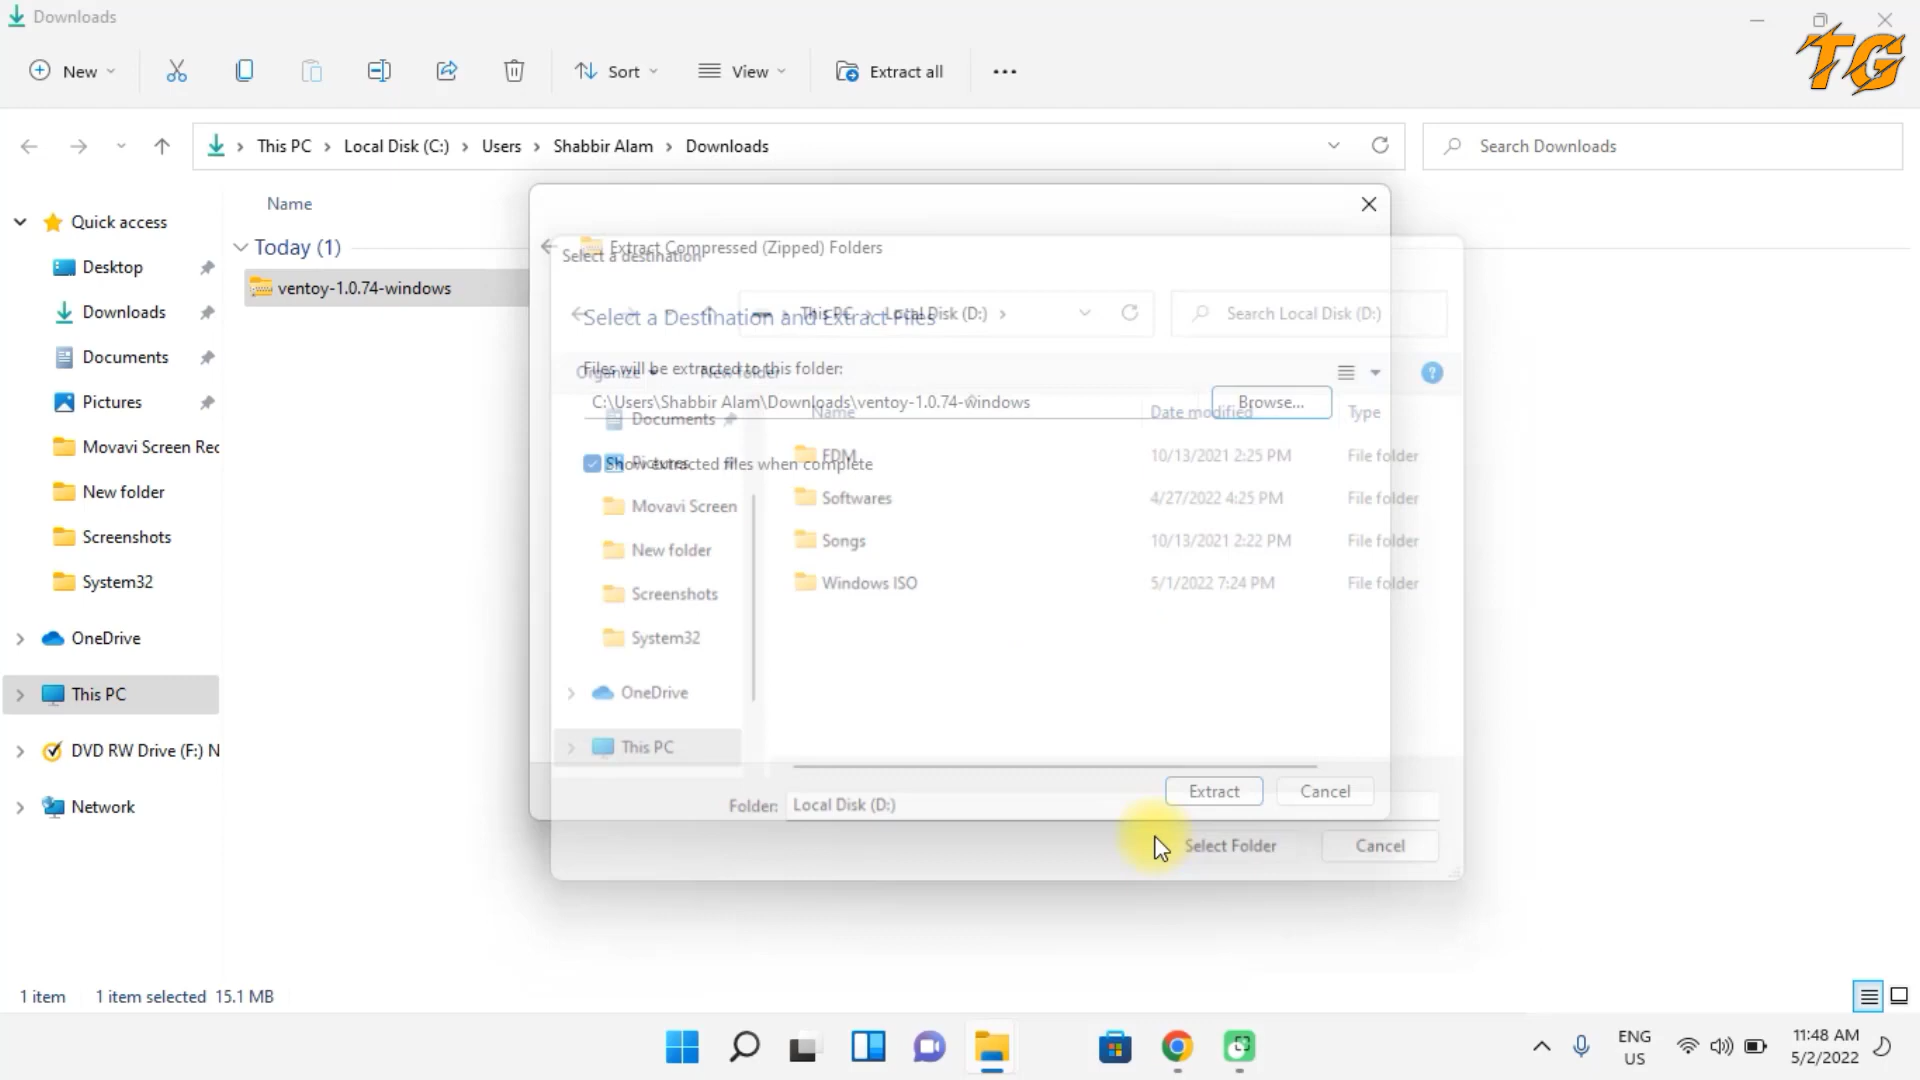 Downloads
New
Sort
View
Extract all
TG
This PC > Local Disk (C:) > Users > Shabbir Alam > Downloads
Search Downloads
Name
Quick access
Today (1)
Desktop
ventoy-1.0.74-windows
Downloads
Documents
Pictures
Movavi Screen Rec
New folder
Screenshots
System32
OneDrive
This PC
DVD RW Drive (F:) N
Network
Extract Compressed (Zipped) Folders
Select a destination
Select a Destination and Extract Files
This PC > Local Disk (D:) >
Search Local Disk (D:)
Files will be extracted to this folder:
Organize
New folder
C:\Users\Shabbir Alam\Downloads\ventoy-1.0.74-windows
Browse...
Name
Date modified
Type
Documents
Show extracted files when complete
Pictures
FDM
10/13/2021 2:25 PM
File folder
Movavi Screen
Softwares
4/27/2022 4:25 PM
File folder
New folder
Songs
10/13/2021 2:22 PM
File folder
Screenshots
Windows ISO
5/1/2022 7:24 PM
File folder
System32
OneDrive
This PC
Extract
Cancel
Folder:
Local Disk (D:)
Select Folder
Cancel
1 item
1 item selected 15.1 MB
ENG
US
11:48 AM
5/2/2022